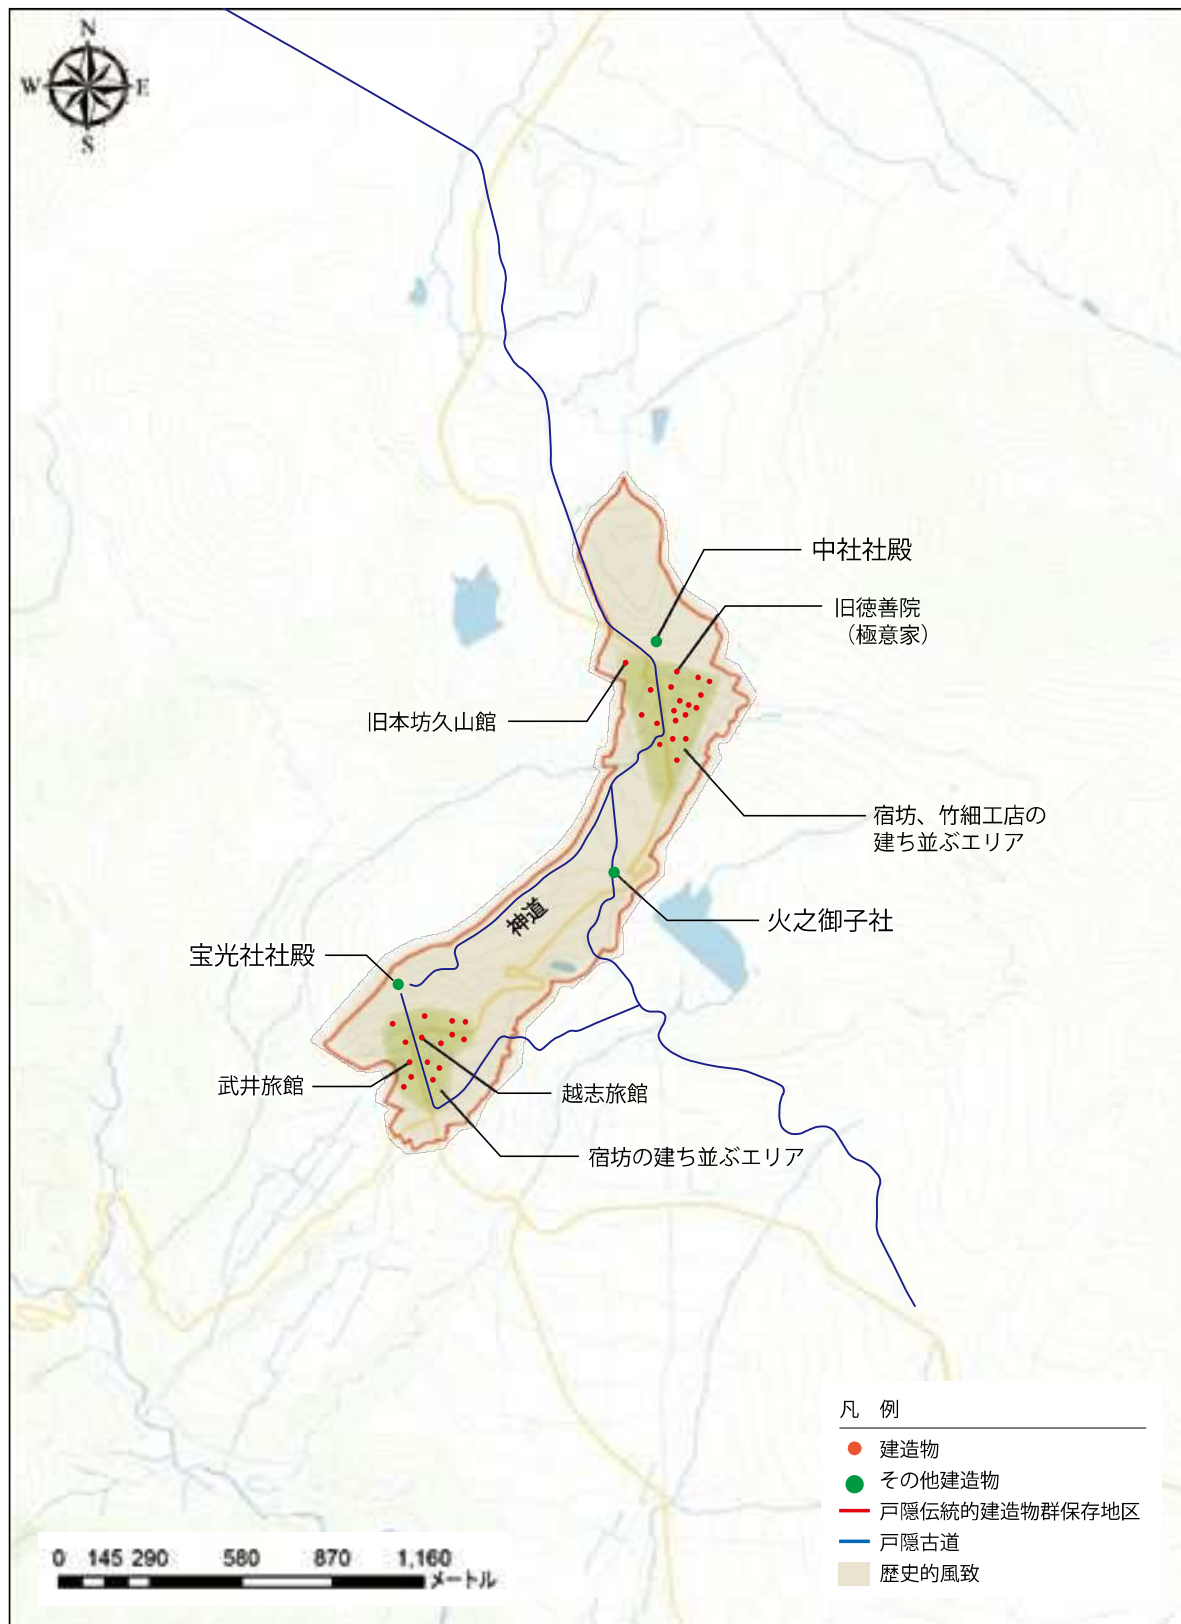 N
W E
S
中社社殿
旧徳善院
（極意家）
旧本坊久山館
宿坊、竹細工店の
建ち並ぶエリア
火之御子社
神道
宝光社社殿
武井旅館
越志旅館
宿坊の建ち並ぶエリア
凡 例
建造物
その他建造物
戸隠伝統的建造物群保存地区
戸隠古道
歴史的風致
0 145 290 580 870 1,160
メートル